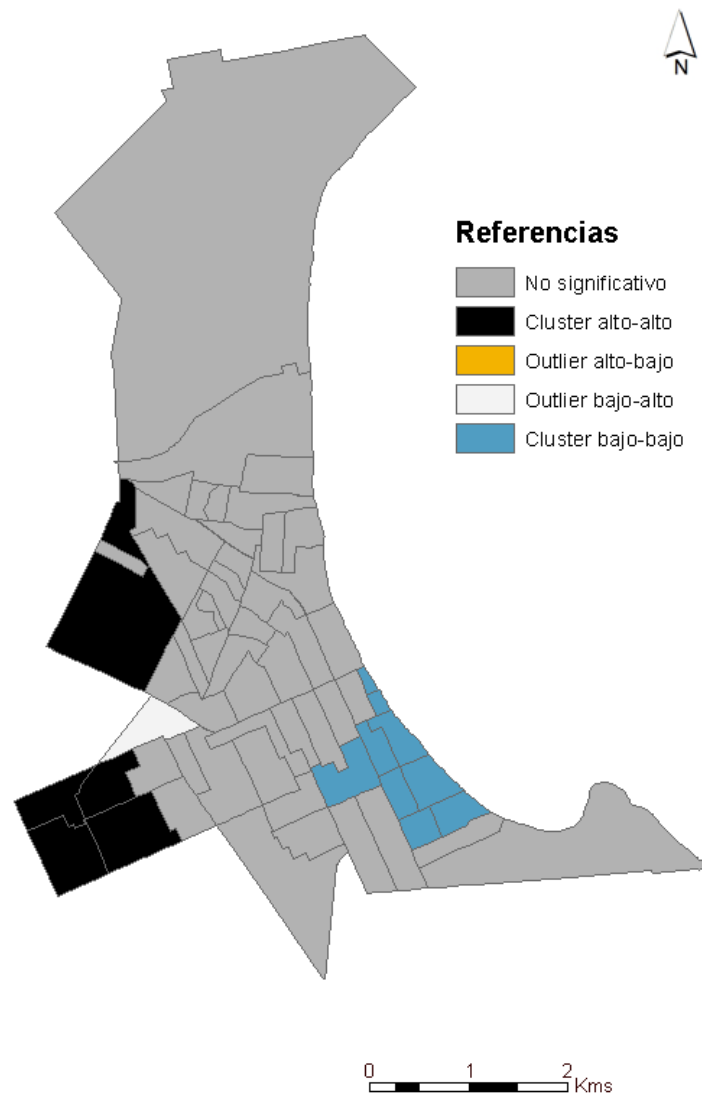 N
Referencias
No significativo
Cluster alto-alto
Outlier alto-bajo
Outlier bajo-alto
Cluster bajo-bajo
0 1 2
Kms